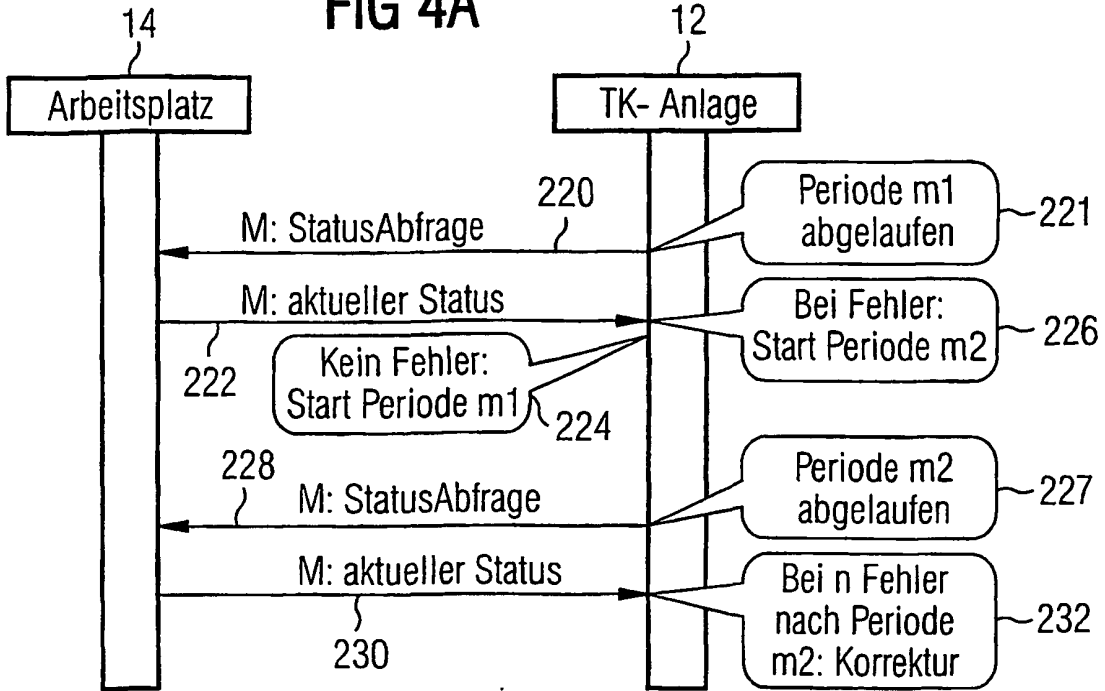 FIG 4A
14
12
Arbeitsplatz
TK- Anlage
220
M: StatusAbfrage
Periode m1
abgelaufen
221
M: aktueller Status
222
Bei Fehler:
Start Periode m2
226
Kein Fehler:
Start Periode m1
224
228
M: StatusAbfrage
Periode m2
abgelaufen
227
M: aktueller Status
230
Bei n Fehler
nach Periode
m2: Korrektur
232